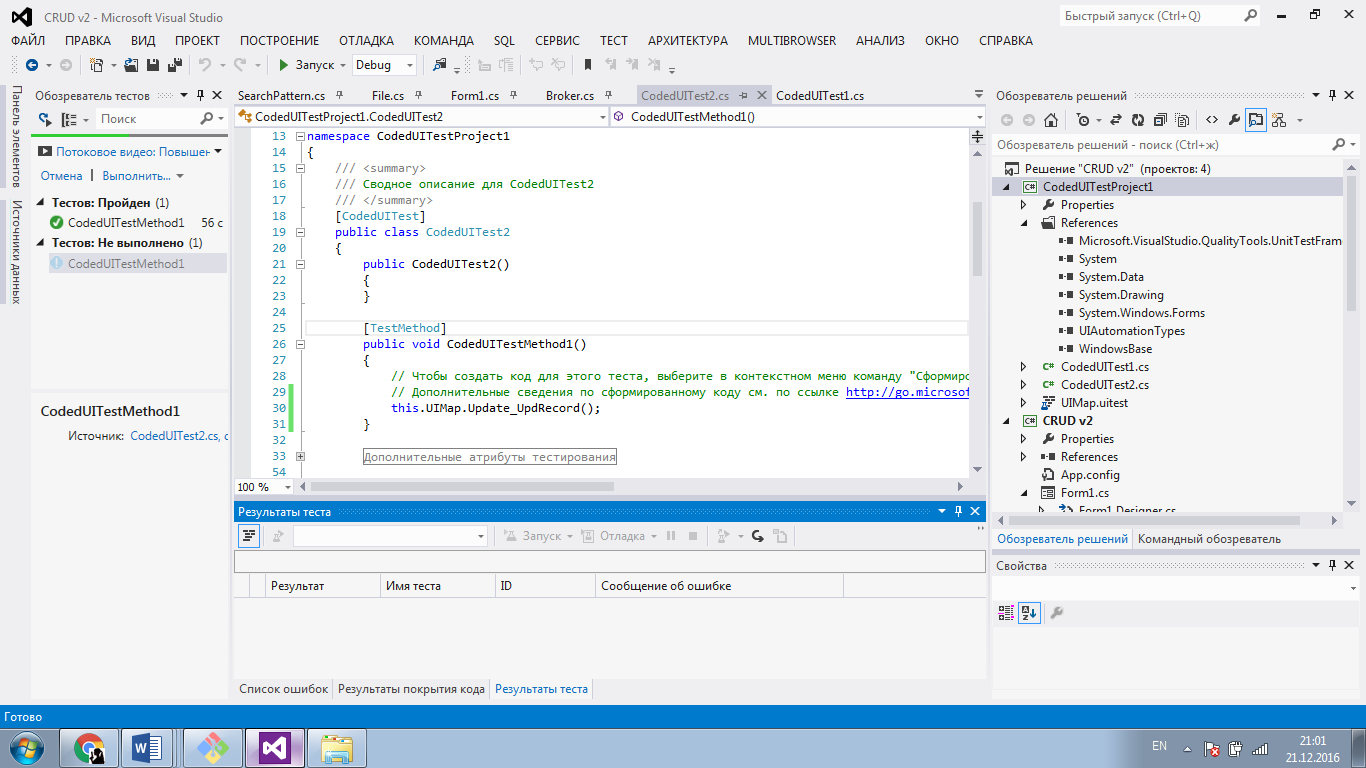 CRUD v2 - Microsoft Visual Studio
Быстрый запуск (Ctrl+Q)
ФАЙЛ ПРАВКА ВИД ПРОЕКТ ПОСТРОЕНИЕ ОТЛАДКА КОМАНДА SQL СЕРВИС ТЕСТ АРХИТЕКТУРА MULTIBROWSER АНАЛИЗ ОКНО СПРАВКА
Запуск Debug
Панель элементов
Источники данных
Обозреватель тестов
Поиск
Потоковое видео: Повышен
Отмена | Выполнить...
Тестов: Пройден (1)
CodedUITestMethod1 56 с
Тестов: Не выполнено (1)
CodedUITestMethod1
CodedUITestMethod1
Источник: CodedUITest2.cs, с
SearchPattern.cs File.cs Form1.cs Broker.cs CodedUITest2.cs CodedUITest1.cs
CodedUITestProject1.CodedUITest2 CodedUITestMethod1()
13 namespace CodedUITestProject1
14 {
15 /// <summary>
16 /// Сводное описание для CodedUITest2
17 /// </summary>
18 [CodedUITest]
19 public class CodedUITest2
20 {
21 public CodedUITest2()
22 {
23 }
24
25 [TestMethod]
26 public void CodedUITestMethod1()
27 {
28 // Чтобы создать код для этого теста, выберите в контекстном меню команду "Сформиро
29 // Дополнительные сведения по сформированному коду см. по ссылке http://go.microsof
30 this.UIMap.Update_UpdRecord();
31 }
32
33 Дополнительные атрибуты тестирования
54
100 %
Результаты теста
Запуск Отладка
Результат Имя теста ID Сообщение об ошибке
Список ошибок Результаты покрытия кода Результаты теста
Обозреватель решений
Обозреватель решений - поиск (Ctrl+ж)
Решение "CRUD v2" (проектов: 4)
CodedUITestProject1
Properties
References
Microsoft.VisualStudio.QualityTools.UnitTestFram
System
System.Data
System.Drawing
System.Windows.Forms
UIAutomationTypes
WindowsBase
CodedUITest1.cs
CodedUITest2.cs
UIMap.uitest
CRUD v2
Properties
References
App.config
Form1.cs
Form1.Designer.cs
Обозреватель решений Командный обозреватель
Свойства
Готово
EN
21:01
21.12.2016